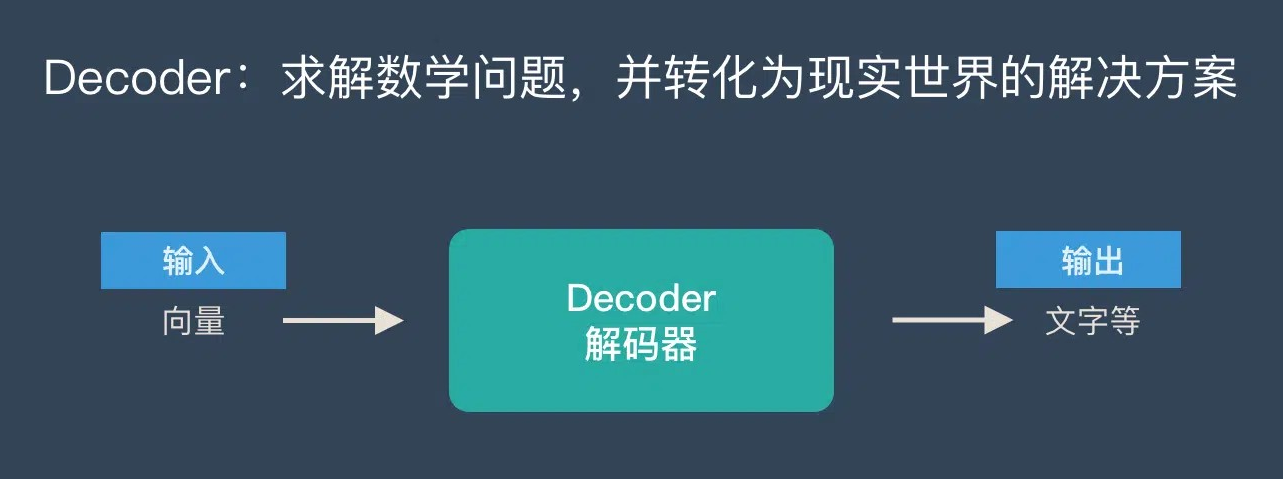 Decoder：求解数学问题，并转化为现实世界的解决方案
输入
向量
Decoder
解码器
输出
文字等